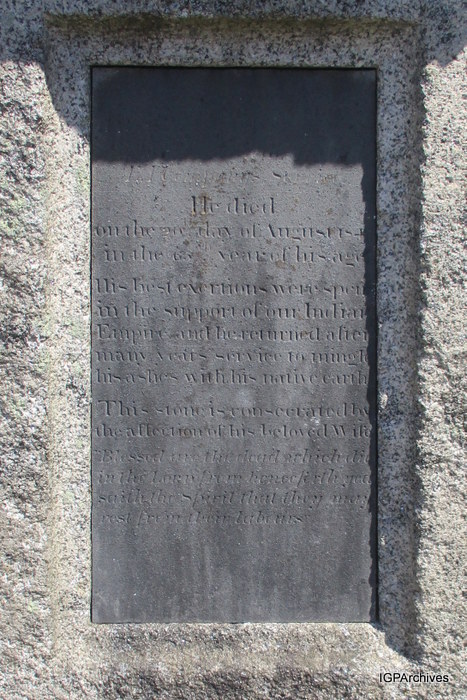 He died
on the day of August
in the year of his age
His best exertions were spen
in the support of our Indian
Empire and he returned after
many years service to mingl
his ashes with his native earth
This stone is consecrated by
the affection of his beloved Wife
"Blessed are the dead which di
in the Lord from henceforth yea
saith the Spirit that they may
rest from their labours"
IGPArchives